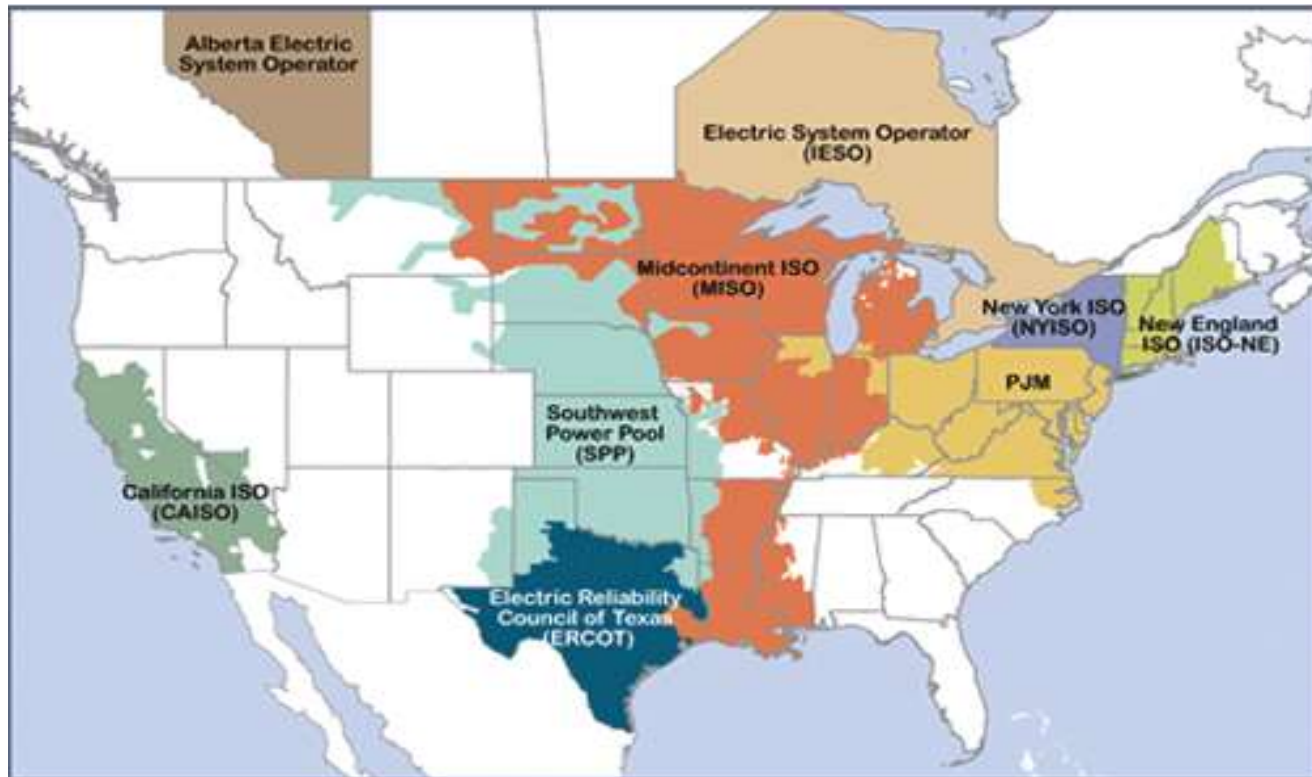 Alberta Electric
System Operator
Electric System Operator
(IESO)
Midcontinent ISO
(MISO)
New York ISO
(NYISO)
New England
ISO (ISO-NE)
PJM
Southwest
Power Pool
(SPP)
California ISO
(CAISO)
Electric Reliability
Council of Texas
(ERCOT)